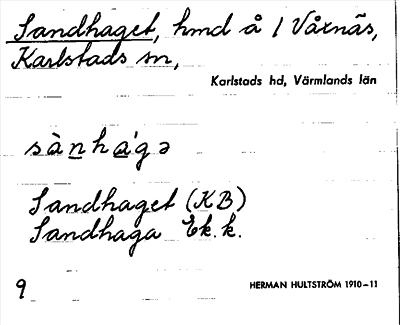 Sandhaget, hmd å 1 Våxnäs,
Karlstads sn,
Karlstads hd, Värmlands län
sànhágə
Sandhaget (KB)
Sandhaga Ek. k.
9
HERMAN HULTSTRÖM 1910–11